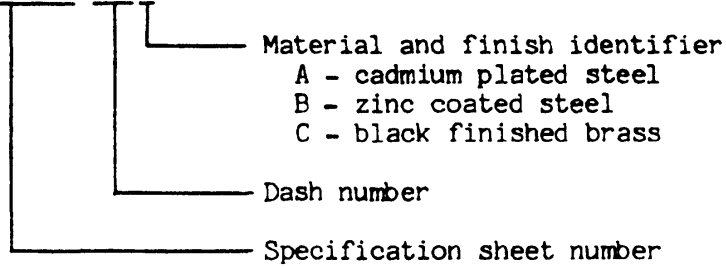 Material and finish identifier
A - cadmium plated steel
B - zinc coated steel
C - black finished brass
Dash number
Specification sheet number